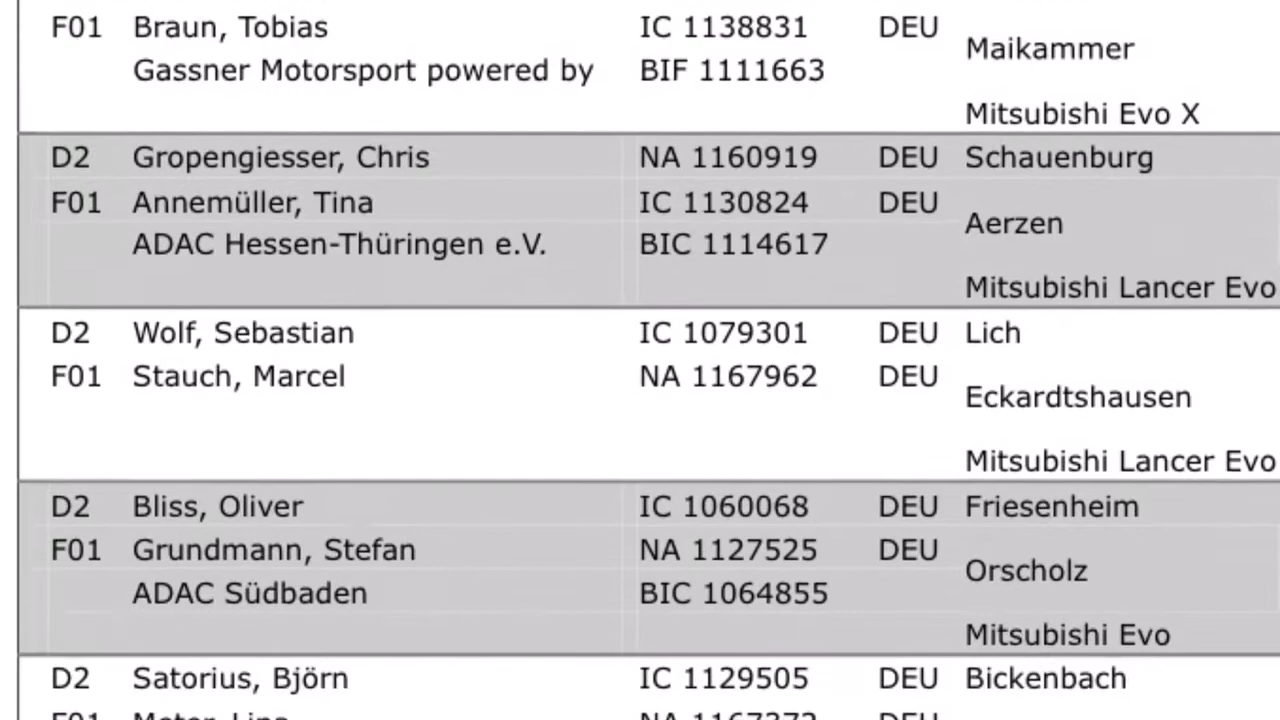 F01 Braun, Tobias IC 1138831 DEU Maikammer
Gassner Motorsport powered by BIF 1111663
Mitsubishi Evo X
D2 Gropengiesser, Chris NA 1160919 DEU Schauenburg
F01 Annemüller, Tina IC 1130824 DEU Aerzen
ADAC Hessen-Thüringen e.V. BIC 1114617
Mitsubishi Lancer Evo
D2 Wolf, Sebastian IC 1079301 DEU Lich
F01 Stauch, Marcel NA 1167962 DEU Eckardtshausen
Mitsubishi Lancer Evo
D2 Bliss, Oliver IC 1060068 DEU Friesenheim
F01 Grundmann, Stefan NA 1127525 DEU Orscholz
ADAC Südbaden BIC 1064855
Mitsubishi Evo
D2 Satorius, Björn IC 1129505 DEU Bickenbach
F01 NA 1167372 DEU